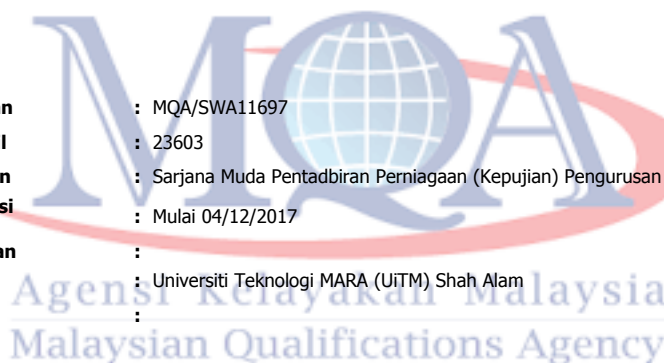 MQA
an : MQA/SWA11697
l : 23603
n : Sarjana Muda Pentadbiran Perniagaan (Kepujian) Pengurusan
si : Mulai 04/12/2017
an :
: Universiti Teknologi MARA (UiTM) Shah Alam
:
Agensi Kelayakan Malaysia
Malaysian Qualifications Agency